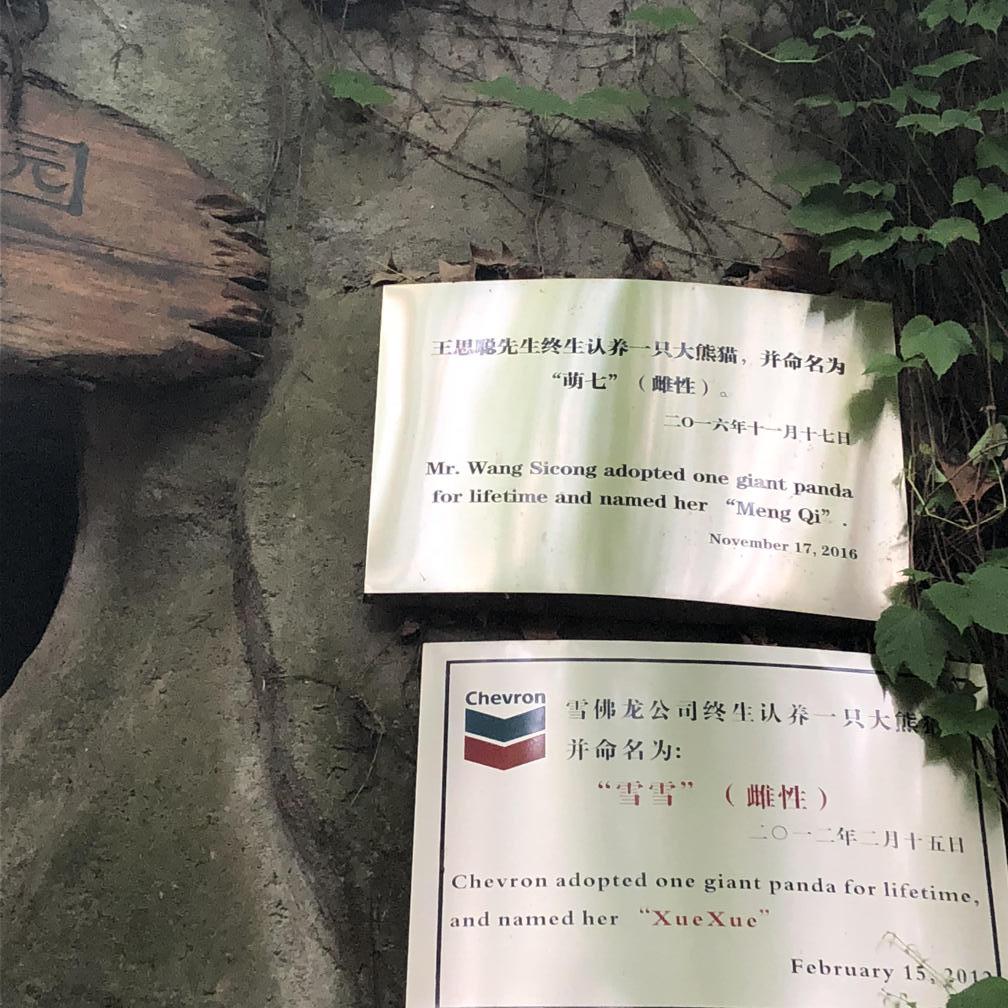 元
王思聪先生终生认养一只大熊猫，并命名为
“萌七”（雌性）。
二〇一六年十一月十七日
Mr. Wang Sicong adopted one giant panda
for lifetime and named her “Meng Qi”.
November 17, 2016
Chevron
雪佛龙公司终生认养一只大熊猫
并命名为:
“雪雪”（雌性）
二〇一二年二月十五日
Chevron adopted one giant panda for lifetime,
and named her “XueXue”
February 15, 2012